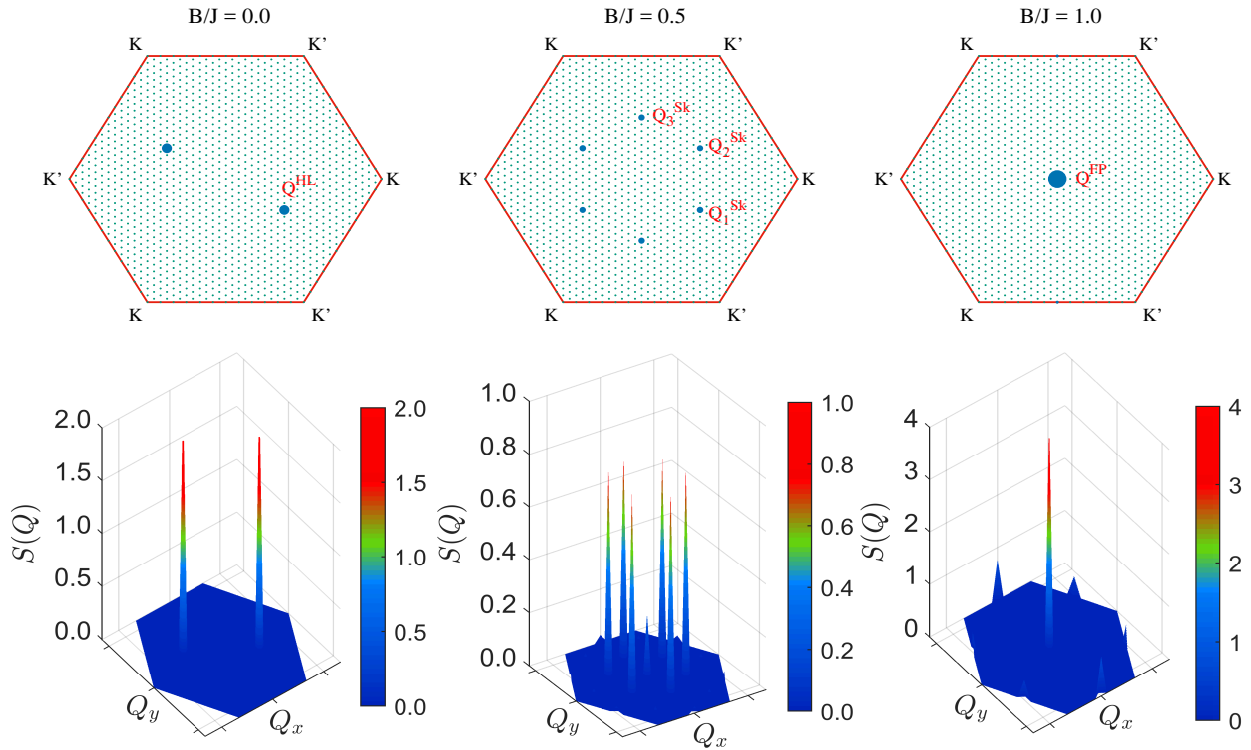 B/J = 0.0
B/J = 0.5
B/J = 1.0
K K' K K' K K'
K' Q^HL K K' Q_3^Sk Q_2^Sk Q_1^Sk K K' Q^FP K
K K' K K' K K'
2.0
1.5
1.0
0.5
0.0
S(Q)
Q_y
Q_x
2.0
1.5
1.0
0.5
0.0
1.0
0.8
0.6
0.4
0.2
0.0
S(Q)
Q_y
Q_x
1.0
0.8
0.6
0.4
0.2
0.0
4
3
2
1
0
S(Q)
Q_y
Q_x
4
3
2
1
0